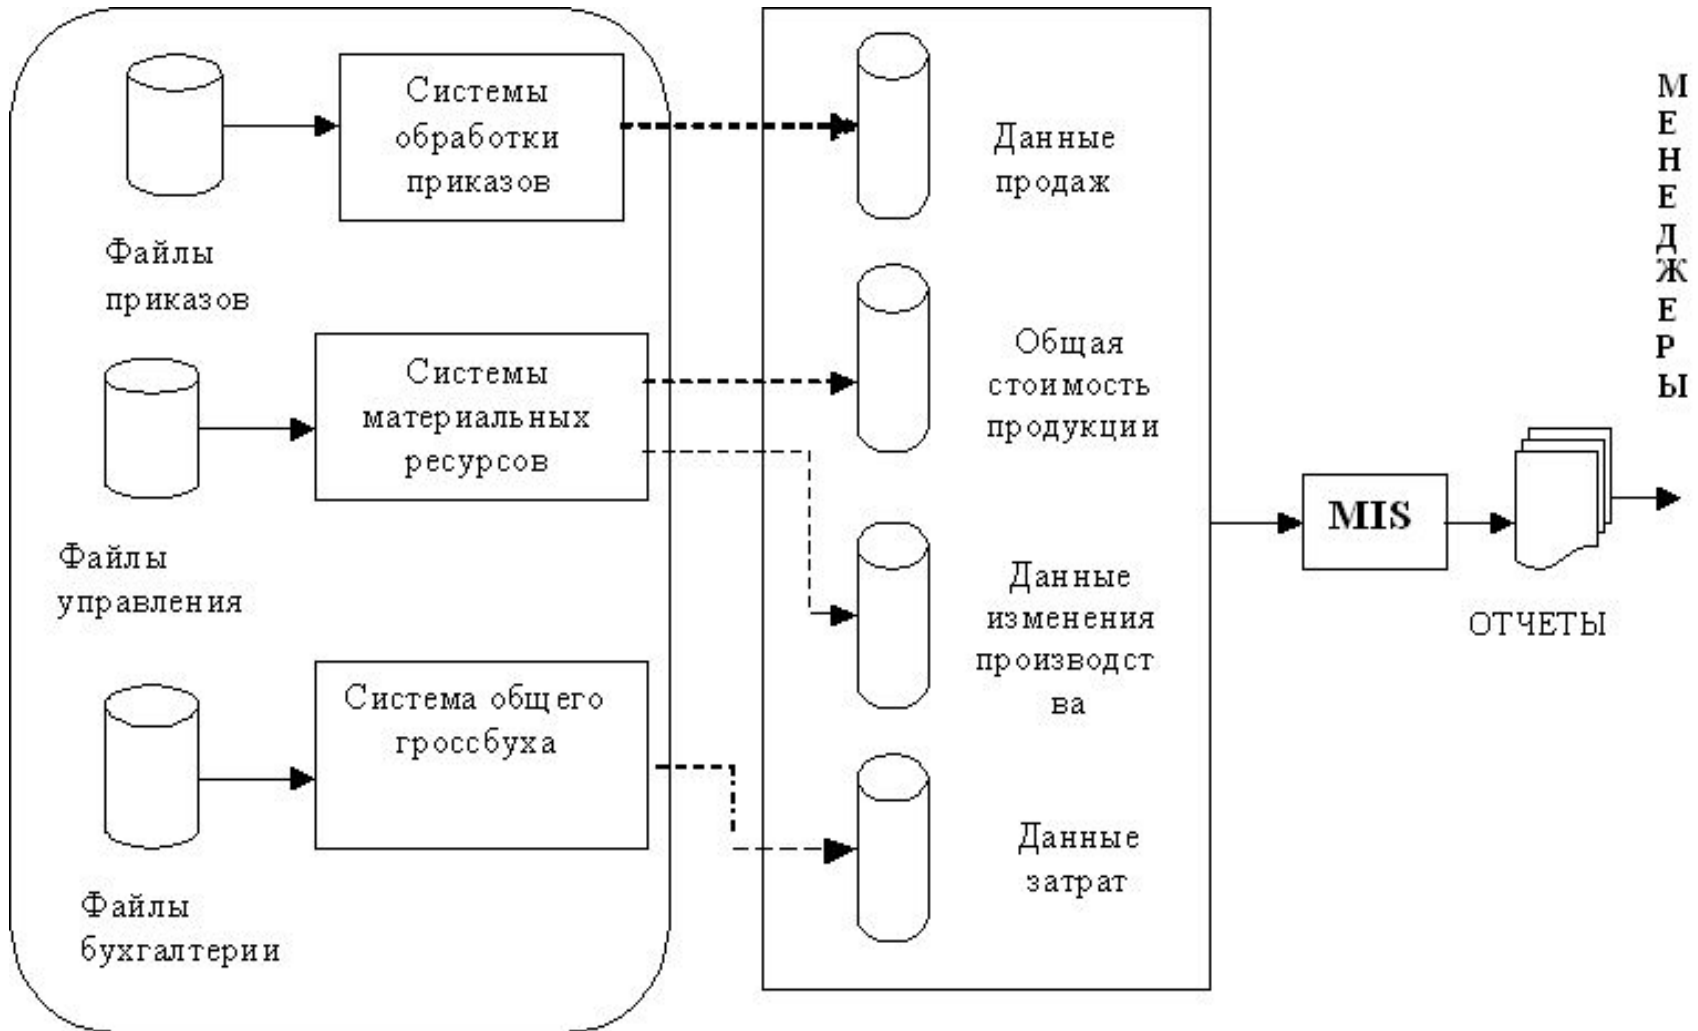 Системы
обработки
приказов
Файлы
приказов
Системы
материальных
ресурсов
Файлы
управления
Система общего
гроссбуха
Файлы
бухгалтерии
Данные
продаж
Общая
стоимость
продукции
Данные
изменения
производст
ва
Данные
затрат
MIS
ОТЧЕТЫ
М
Е
Н
Е
Д
Ж
Е
Р
Ы